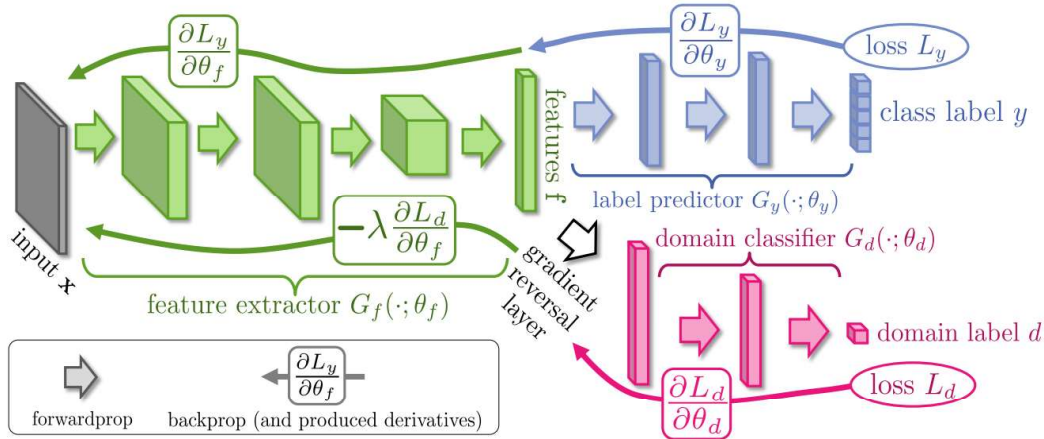 ∂L_y/∂θ_f
∂L_y/∂θ_y
loss L_y
features f
class label y
label predictor G_y(·; θ_y)
input x
−λ ∂L_d/∂θ_f
feature extractor G_f(·; θ_f)
gradient
reversal
layer
domain classifier G_d(·; θ_d)
domain label d
∂L_d/∂θ_d
loss L_d
∂L_y/∂θ_f
forwardprop
backprop (and produced derivatives)